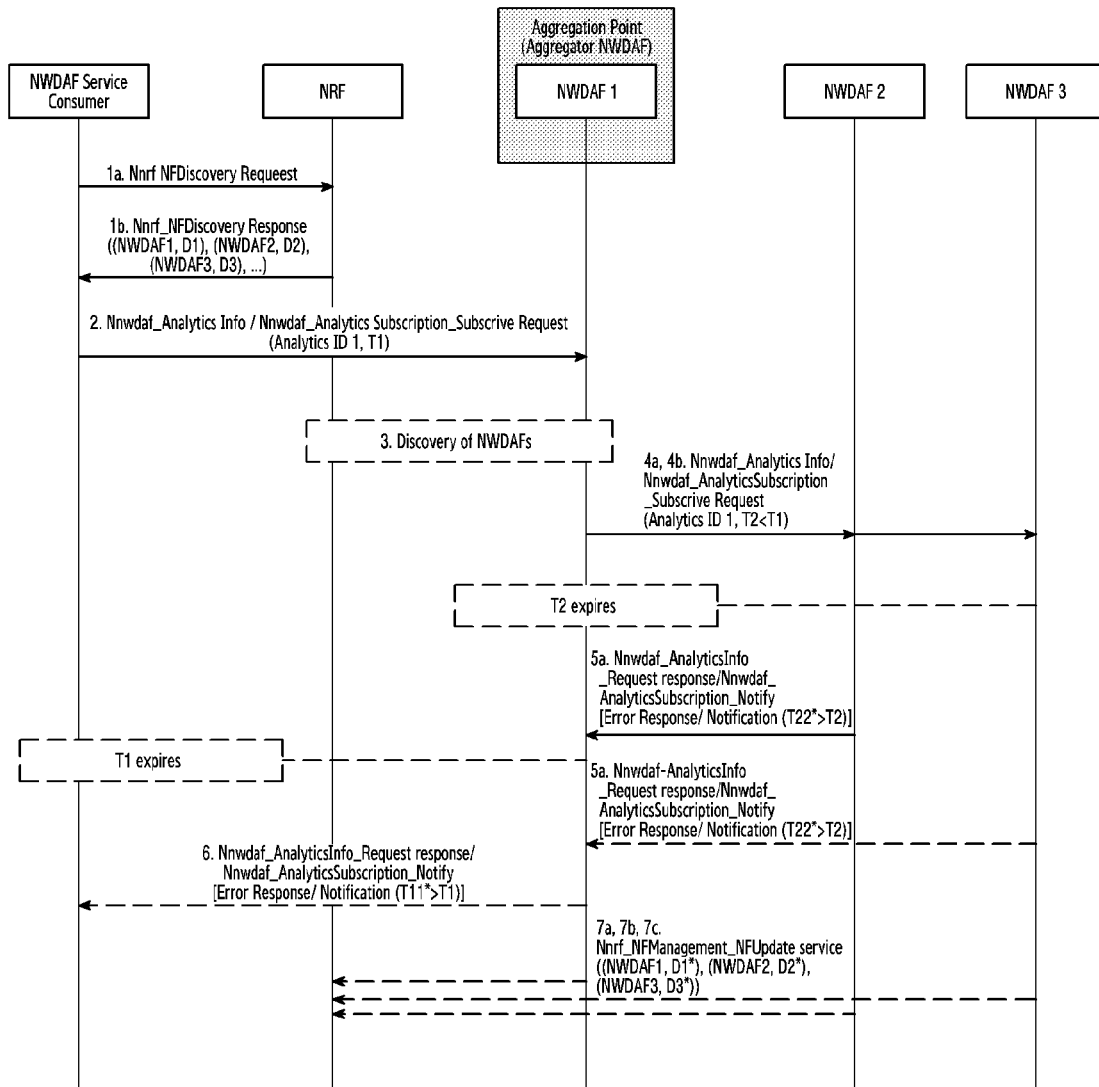 Aggregation Point
(Aggregator NWDAF)
NWDAF Service
Consumer
NRF
NWDAF 1
NWDAF 2
NWDAF 3
1a. Nnrf NFDiscovery Requeest
1b. Nnrf_NFDiscovery Response
((NWDAF1, D1), (NWDAF2, D2),
(NWDAF3, D3), ...)
2. Nnwdaf_Analytics Info / Nnwdaf_Analytics Subscription_Subscrive Request
(Analytics ID 1, T1)
3. Discovery of NWDAFs
4a, 4b. Nnwdaf_Analytics Info/
Nnwdaf_AnalyticsSubscription
_Subscrive Request
(Analytics ID 1, T2<T1)
T2 expires
5a. Nnwdaf_AnalyticsInfo
_Request response/Nnwdaf_
AnalyticsSubscription_Notify
[Error Response/ Notification (T22*>T2)]
T1 expires
5a. Nnwdaf-AnalyticsInfo
_Request response/Nnwdaf_
AnalyticsSubscription_Notify
[Error Response/ Notification (T22*>T2)]
6. Nnwdaf_AnalyticsInfo_Request response/
Nnwdaf_AnalyticsSubscription_Notify
[Error Response/ Notification (T11*>T1)]
7a, 7b, 7c.
Nnrf_NFManagement_NFUpdate service
((NWDAF1, D1*), (NWDAF2, D2*),
(NWDAF3, D3*))